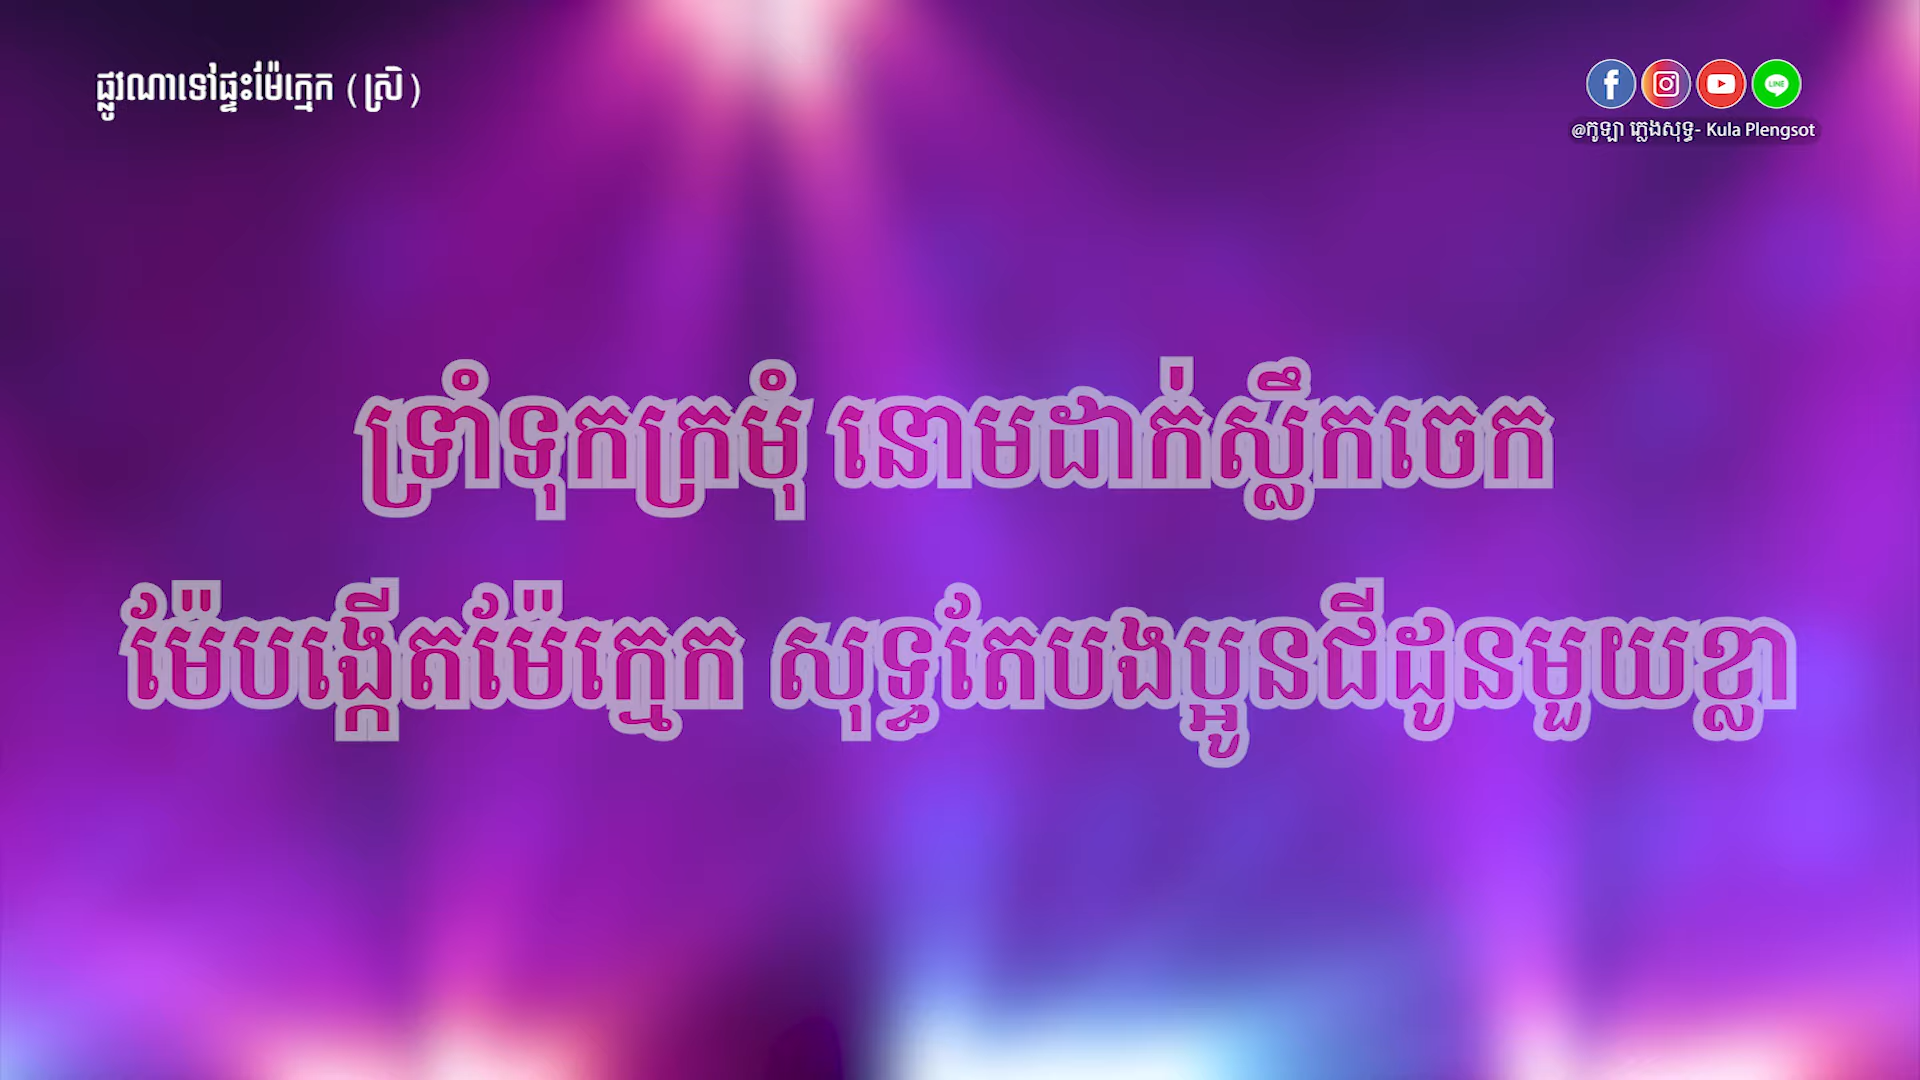 ផ្លូវណាទៅផ្ទះម៉ែក្មេក (ស្រី)
@កូឡា ភ្លេងសុទ្ធ- Kula Plengsot
ទ្រាំទុកក្រមុំ នោមដាក់ស្លឹកចេក
ម៉ែបង្កើតម៉ែក្មេក សុទ្ធតែបងប្អូនជីដូនមួយខ្លា